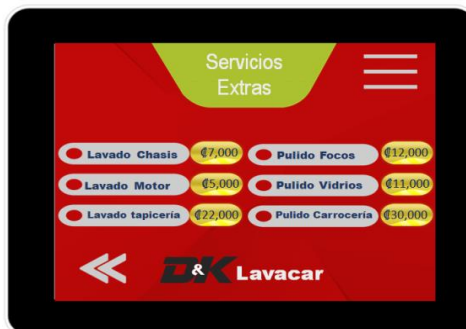 Servicios
Extras
Lavado Chasis ₡7,000
Pulido Focos ₡12,000
Lavado Motor ₡5,000
Pulido Vidrios ₡11,000
Lavado tapicería ₡22,000
Pulido Carrocería ₡30,000
D&K Lavacar